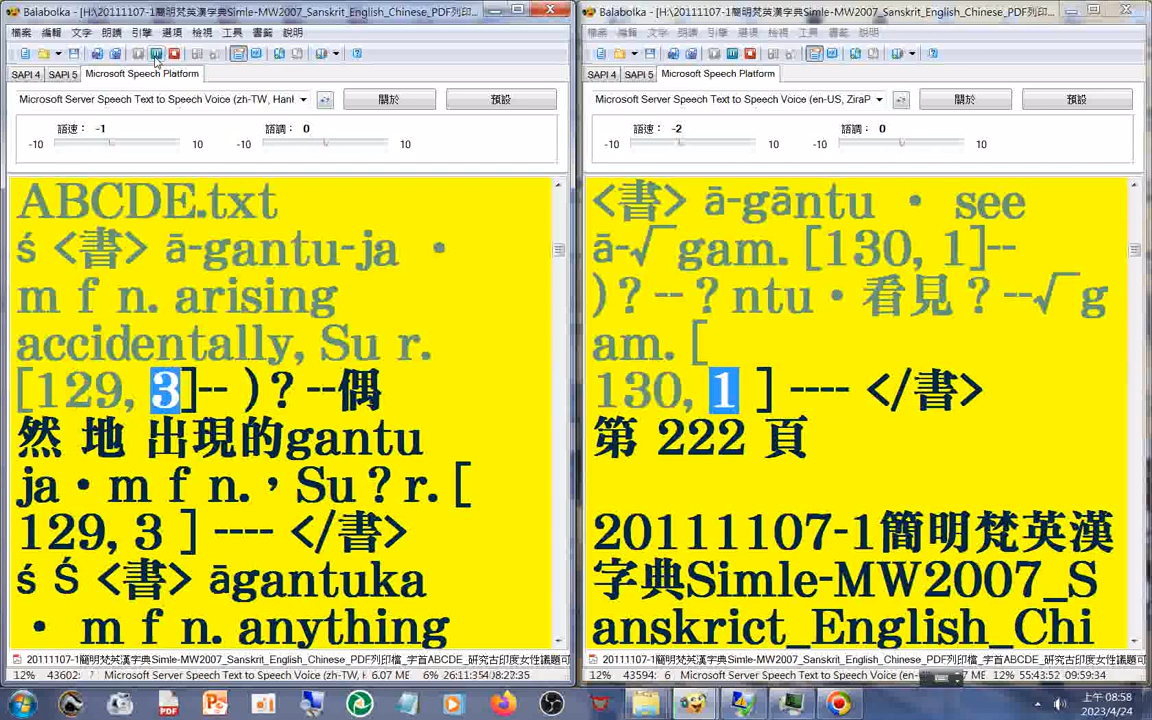 Balabolka - [H:\20111107-1簡明梵英漢字典Simle-MW2007_Sanskrit_English_Chinese_PDF列印...
檔案 編輯 文字 朗讀 引擎 選項 檢視 工具 書籤 說明
SAPI 4 SAPI 5 Microsoft Speech Platform
Microsoft Server Speech Text to Speech Voice (zh-TW, Hanl
關於 預設
語速： -1 語調： 0
-10 10 -10 10
ABCDE.txt
ś <書> ā-gantu-ja ・
m f n. arising
accidentally, Su r.
[129, 3]-- )？--偶
然 地 出現的gantu
ja・m f n.，Su？r. [
129, 3 ] ---- </書>
ś Ś <書> āgantuka
・ m f n. anything
20111107-1簡明梵英漢字典Simle-MW2007_Sanskrit_English_Chinese_PDF列印檔_字首ABCDE_研究古印度女性議題可
12% 43602: ? Microsoft Server Speech Text to Speech Voice (zh-TW, H 6.07 ME 6% 26:11:35
Balabolka - [H:\20111107-1簡明梵英漢字典Simle-MW2007_Sanskrit_English_Chinese_PDF列印...
檔案 編輯 文字 朗讀 引擎 選項 檢視 工具 書籤 說明
SAPI 4 SAPI 5 Microsoft Speech Platform
Microsoft Server Speech Text to Speech Voice (en-US, ZiraP
關於 預設
語速： -2 語調： 0
-10 10 -10 10
<書> ā-gāntu ・ see
ā-√gam. [130, 1]--
)？--？ntu・看見？--√g
am. [
130, 1 ] ---- </書>
第 222 頁
20111107-1簡明梵英漢
字典Simle-MW2007_S
anskrict_English_Chi
20111107-1簡明梵英漢字典Simle-MW2007_Sanskrit_English_Chinese_PDF列印檔_字首ABCDE_研究古印度女性議題可
12% 43594: 6 Microsoft Server Speech Text to Speech 12% 55:43:52 09:59:34
PDF
上午 08:58
2023/4/24